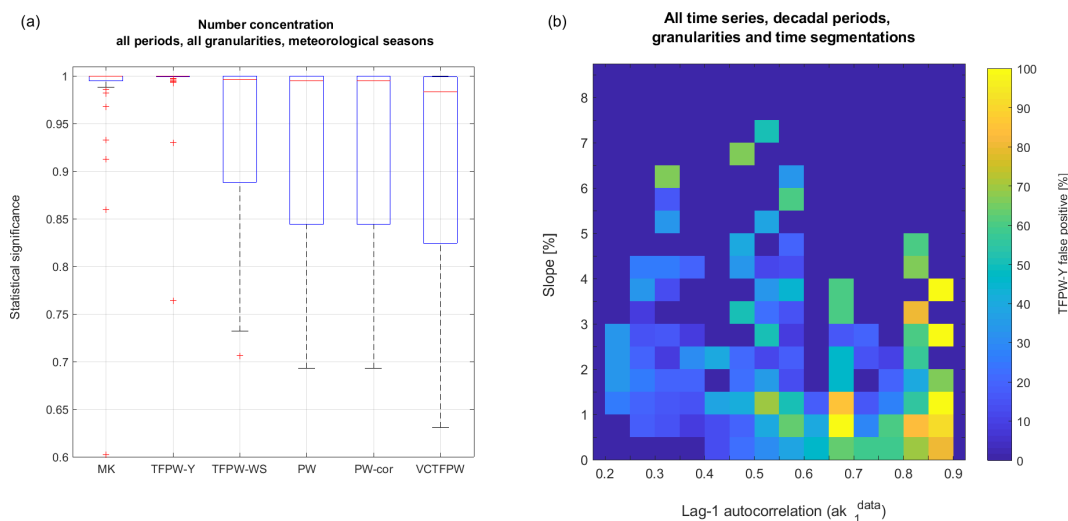 (a)
Number concentration
all periods, all granularities, meteorological seasons
Statistical significance
1
0.95
0.9
0.85
0.8
0.75
0.7
0.65
0.6
MK
TFPW-Y
TFPW-WS
PW
PW-cor
VCTFPW
(b)
All time series, decadal periods,
granularities and time segmentations
Slope [%]
8
7
6
5
4
3
2
1
0
0.2
0.3
0.4
0.5
0.6
0.7
0.8
0.9
Lag-1 autocorrelation (ak₁ᵈᵃᵗᵃ)
100
90
80
70
60
50
40
30
20
10
0
TFPW-Y false positive [%]